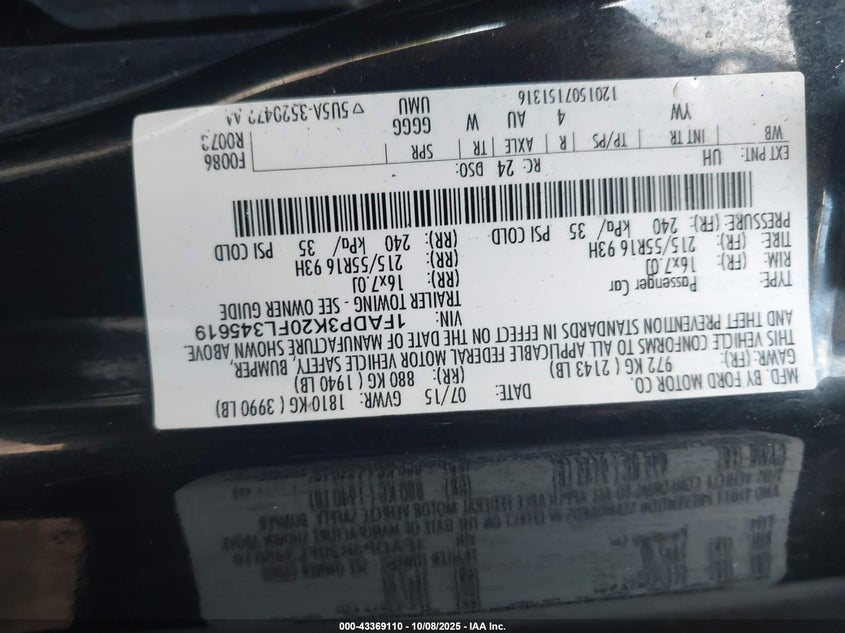 MFD. BY FORD MOTOR CO.
DATE: 07/15 GVWR: 1810 KG ( 3990 LB)
GAWR: (FR): 972 KG ( 2143 LB) (RR): 880 KG ( 1940 LB)
THIS VEHICLE CONFORMS TO ALL APPLICABLE FEDERAL MOTOR VEHICLE SAFETY, BUMPER,
AND THEFT PREVENTION STANDARDS IN EFFECT ON THE DATE OF MANUFACTURE SHOWN ABOVE.
VIN: 1FADP3K20FL345619
TYPE: Passenger Car TRAILER TOWING - SEE OWNER GUIDE
RIM: 16x7.0J 16x7.0J
TIRE: (FR): 215/55R16 93H (RR): 215/55R16 93H
PRESSURE: (FR): 240 kPa/ 35 PSI COLD (RR): 240 kPa/ 35 PSI COLD
EXT PNT: UH RC: 24 DSO: F0086
WB INT TR TP/PS R AXLE TR SPR R0073
YW 4 AU W GGGG UMU
1201507151316 5U5A-3520472-AA
000-43369110 - 10/08/2025 - IAA Inc.